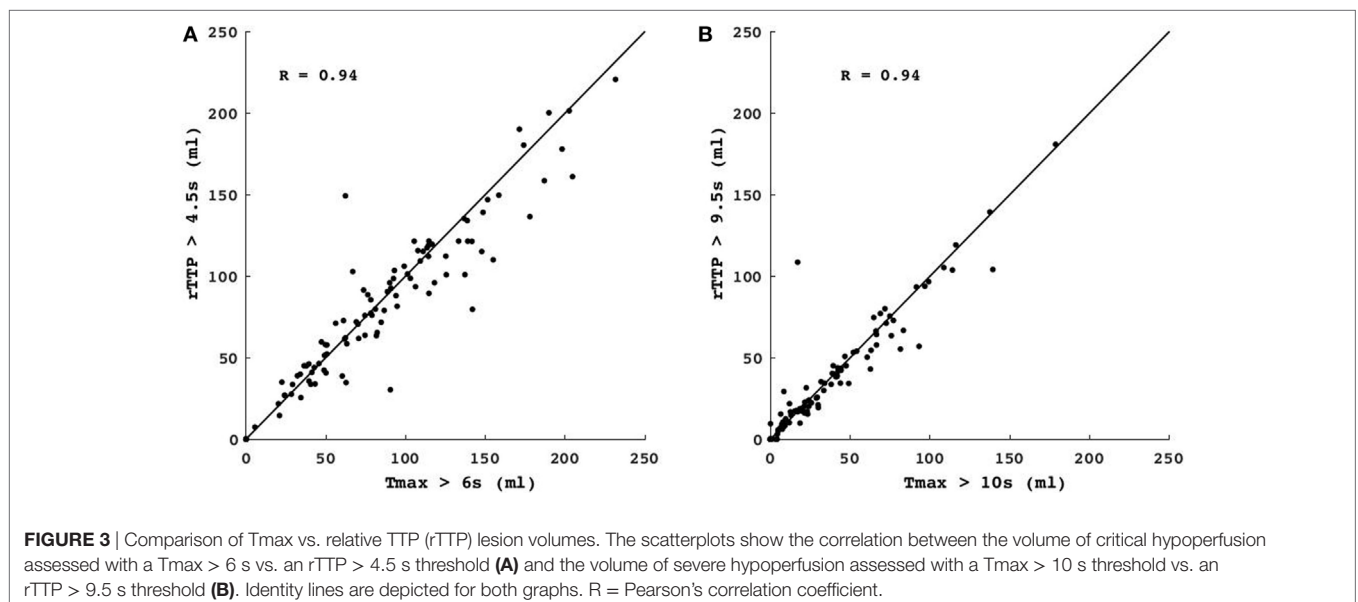 A
R = 0.94
rTTP > 4.5s (ml)
250
200
150
100
50
0
0 50 100 150 200 250
Tmax > 6s (ml)
B
R = 0.94
rTTP > 9.5s (ml)
250
200
150
100
50
0
0 50 100 150 200 250
Tmax > 10s (ml)
FIGURE 3 | Comparison of Tmax vs. relative TTP (rTTP) lesion volumes. The scatterplots show the correlation between the volume of critical hypoperfusion
assessed with a Tmax > 6 s vs. an rTTP > 4.5 s threshold (A) and the volume of severe hypoperfusion assessed with a Tmax > 10 s threshold vs. an
rTTP > 9.5 s threshold (B). Identity lines are depicted for both graphs. R = Pearson's correlation coefficient.